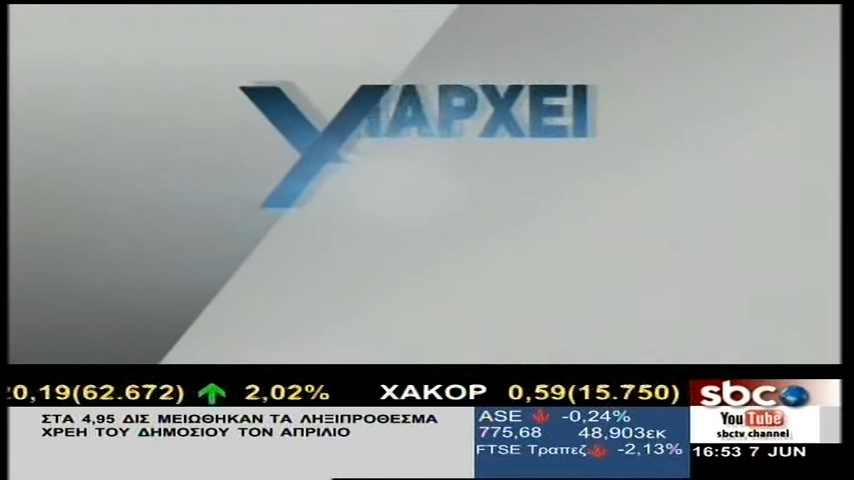 ΥΠΑΡΧΕΙ
0,19(62.672) 2,02% ΧΑΚΟΡ 0,59(15.750)
sbc
ΣΤΑ 4,95 ΔΙΣ ΜΕΙΩΘΗΚΑΝ ΤΑ ΛΗΞΙΠΡΟΘΕΣΜΑ
ΧΡΕΗ ΤΟΥ ΔΗΜΟΣΙΟΥ ΤΟΝ ΑΠΡΙΛΙΟ
ASE -0,24%
775,68 48,903εκ
FTSE Τραπεζ -2,13%
YouTube
sbctv channel
16:53 7 JUN